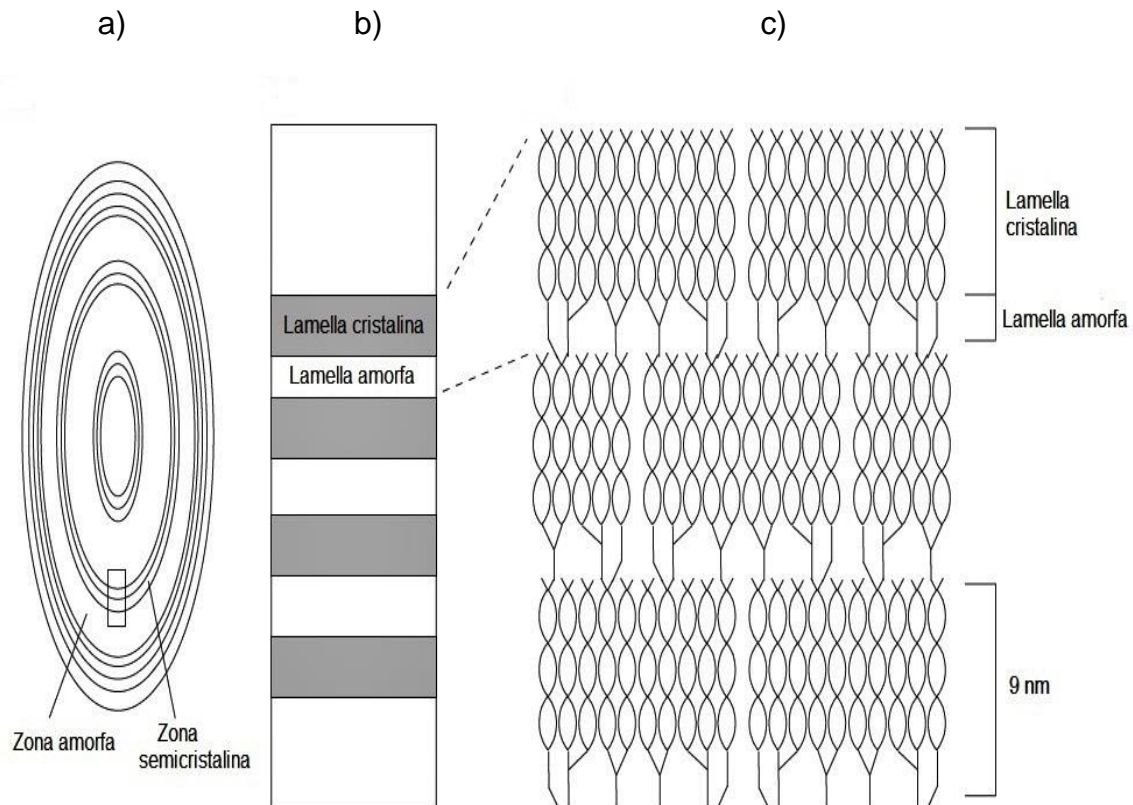 a)
b)
c)
Zona amorfa
Zona
semicristalina
Lamella cristalina
Lamella amorfa
Lamella
cristalina
Lamella amorfa
9 nm